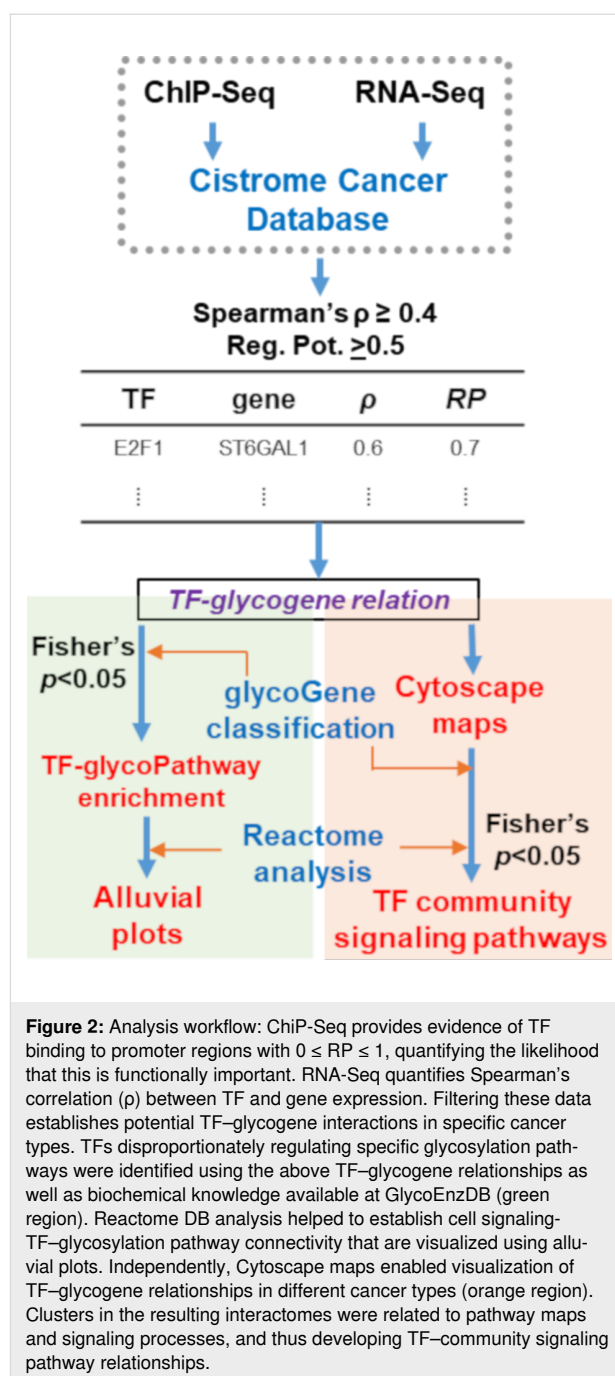 ChIP-Seq RNA-Seq
Cistrome Cancer
Database
Spearman's ρ ≥ 0.4
Reg. Pot. ≥0.5
TF gene ρ RP
E2F1 ST6GAL1 0.6 0.7
⋮ ⋮ ⋮ ⋮
TF-glycogene relation
Fisher's
p<0.05
glycoGene
classification
Cytoscape
maps
TF-glycoPathway
enrichment
Reactome
analysis
Fisher's
p<0.05
Alluvial
plots
TF community
signaling pathways
Figure 2: Analysis workflow: ChiP-Seq provides evidence of TF
binding to promoter regions with 0 ≤ RP ≤ 1, quantifying the likelihood
that this is functionally important. RNA-Seq quantifies Spearman's
correlation (ρ) between TF and gene expression. Filtering these data
establishes potential TF–glycogene interactions in specific cancer
types. TFs disproportionately regulating specific glycosylation path-
ways were identified using the above TF–glycogene relationships as
well as biochemical knowledge available at GlycoEnzDB (green
region). Reactome DB analysis helped to establish cell signaling-
TF–glycosylation pathway connectivity that are visualized using allu-
vial plots. Independently, Cytoscape maps enabled visualization of
TF–glycogene relationships in different cancer types (orange region).
Clusters in the resulting interactomes were related to pathway maps
and signaling processes, and thus developing TF–community signaling
pathway relationships.